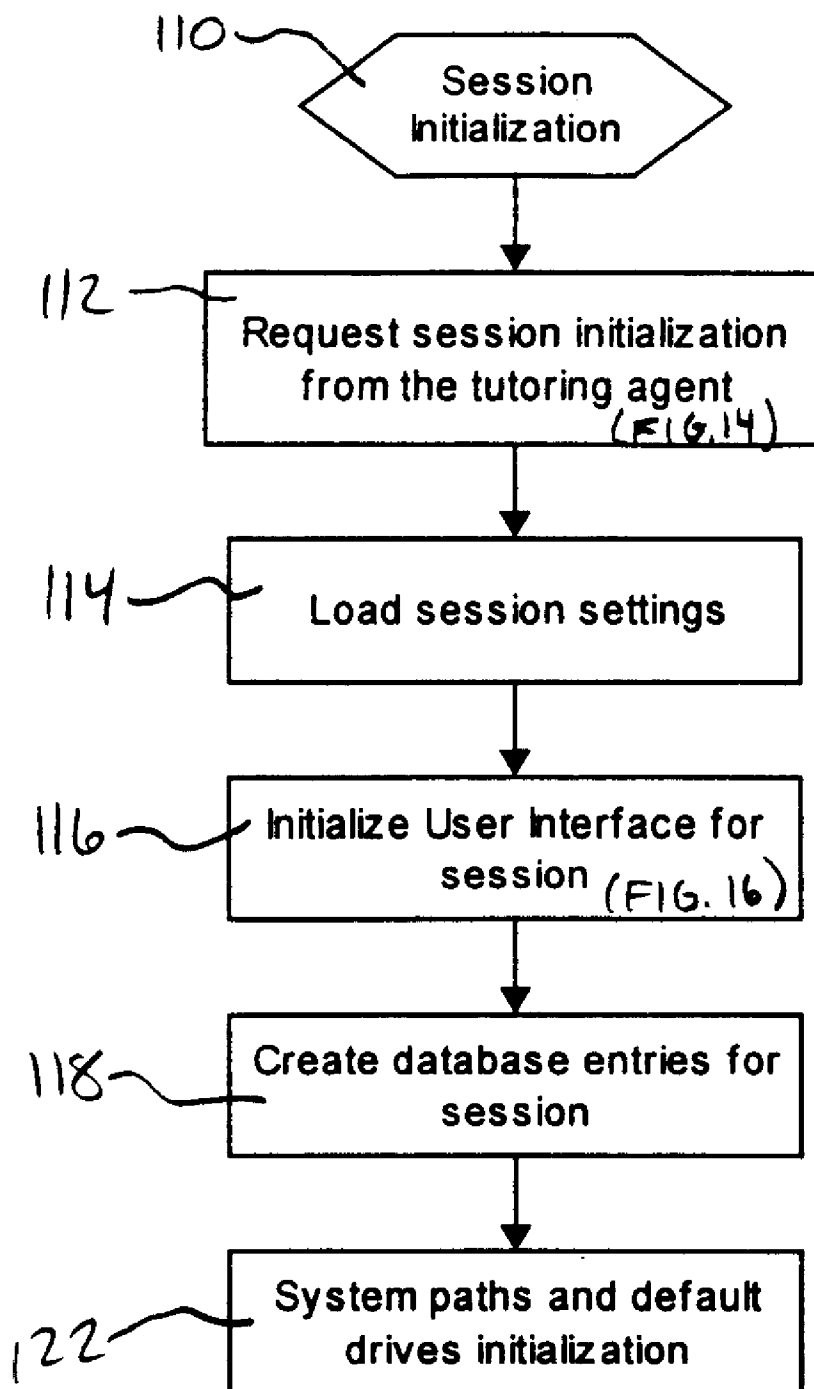 110
Session
Initialization
112
Request session initialization
from the tutoring agent
(FIG.14)
114
Load session settings
116
Initialize User Interface for
session (FIG. 16)
118
Create database entries for
session
122
System paths and default
drives initialization